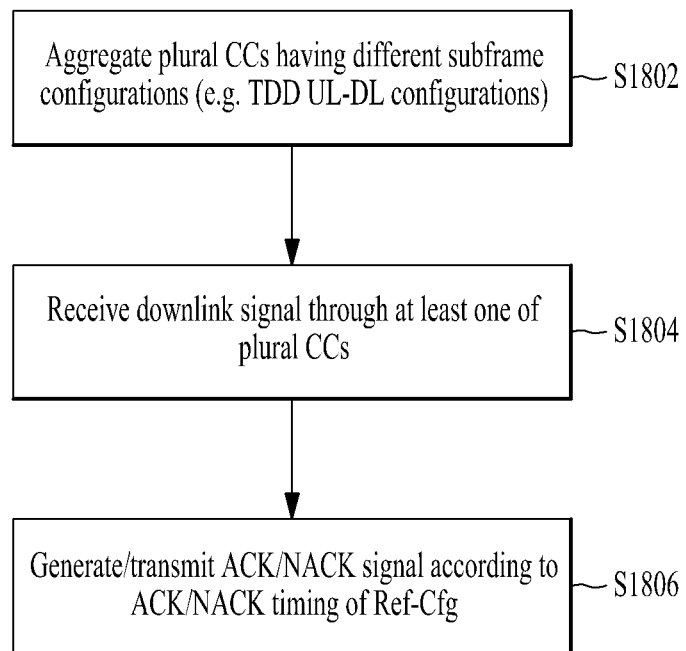 Aggregate plural CCs having different subframe
configurations (e.g. TDD UL-DL configurations)
S1802
Receive downlink signal through at least one of
plural CCs
S1804
Generate/transmit ACK/NACK signal according to
ACK/NACK timing of Ref-Cfg
S1806